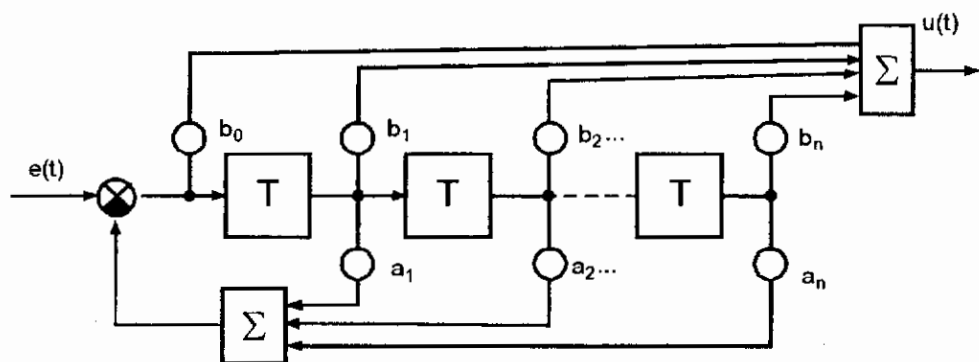 u(t)
Σ
b₀
b₁
b₂...
bₙ
e(t)
T
T
T
a₁
a₂...
aₙ
Σ